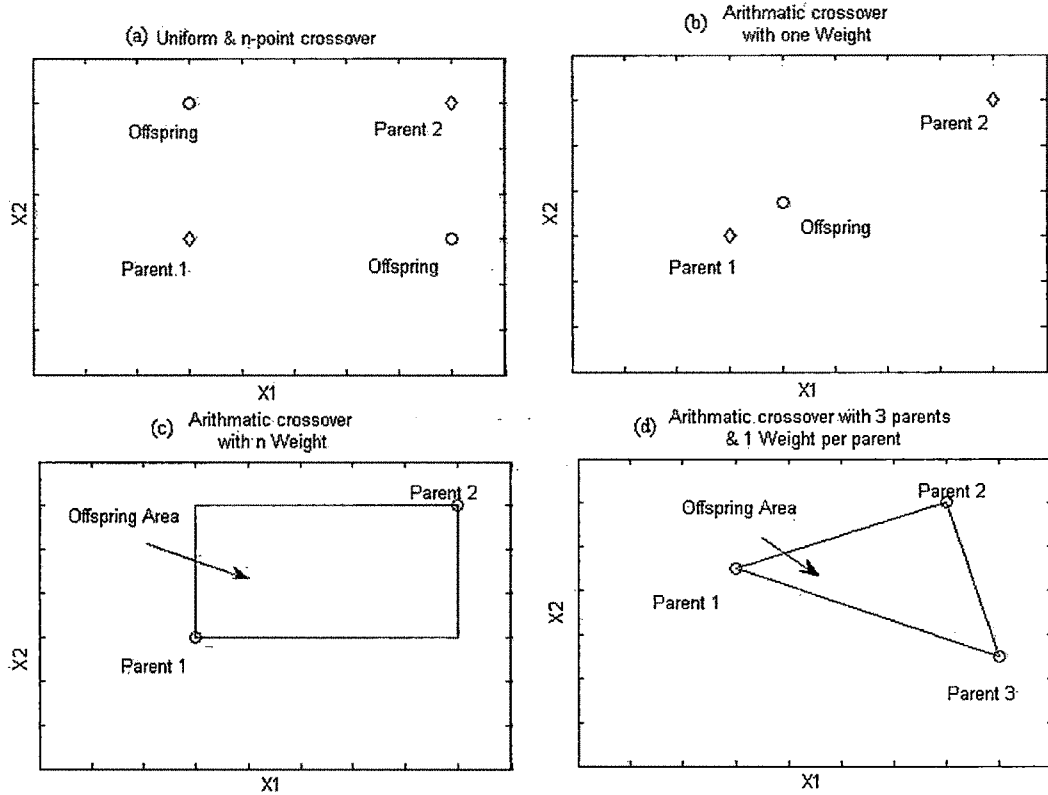 (a) Uniform & n-point crossover
Offspring
Parent 2
X2
Parent 1
Offspring
X1
(b) Arithmatic crossover
with one Weight
Parent 2
X2
Offspring
Parent 1
X1
(c) Arithmatic crossover
with n Weight
Parent 2
Offspring Area
X2
Parent 1
X1
(d) Arithmatic crossover with 3 parents
& 1 Weight per parent
Parent 2
Offspring Area
Parent 1
X2
Parent 3
X1